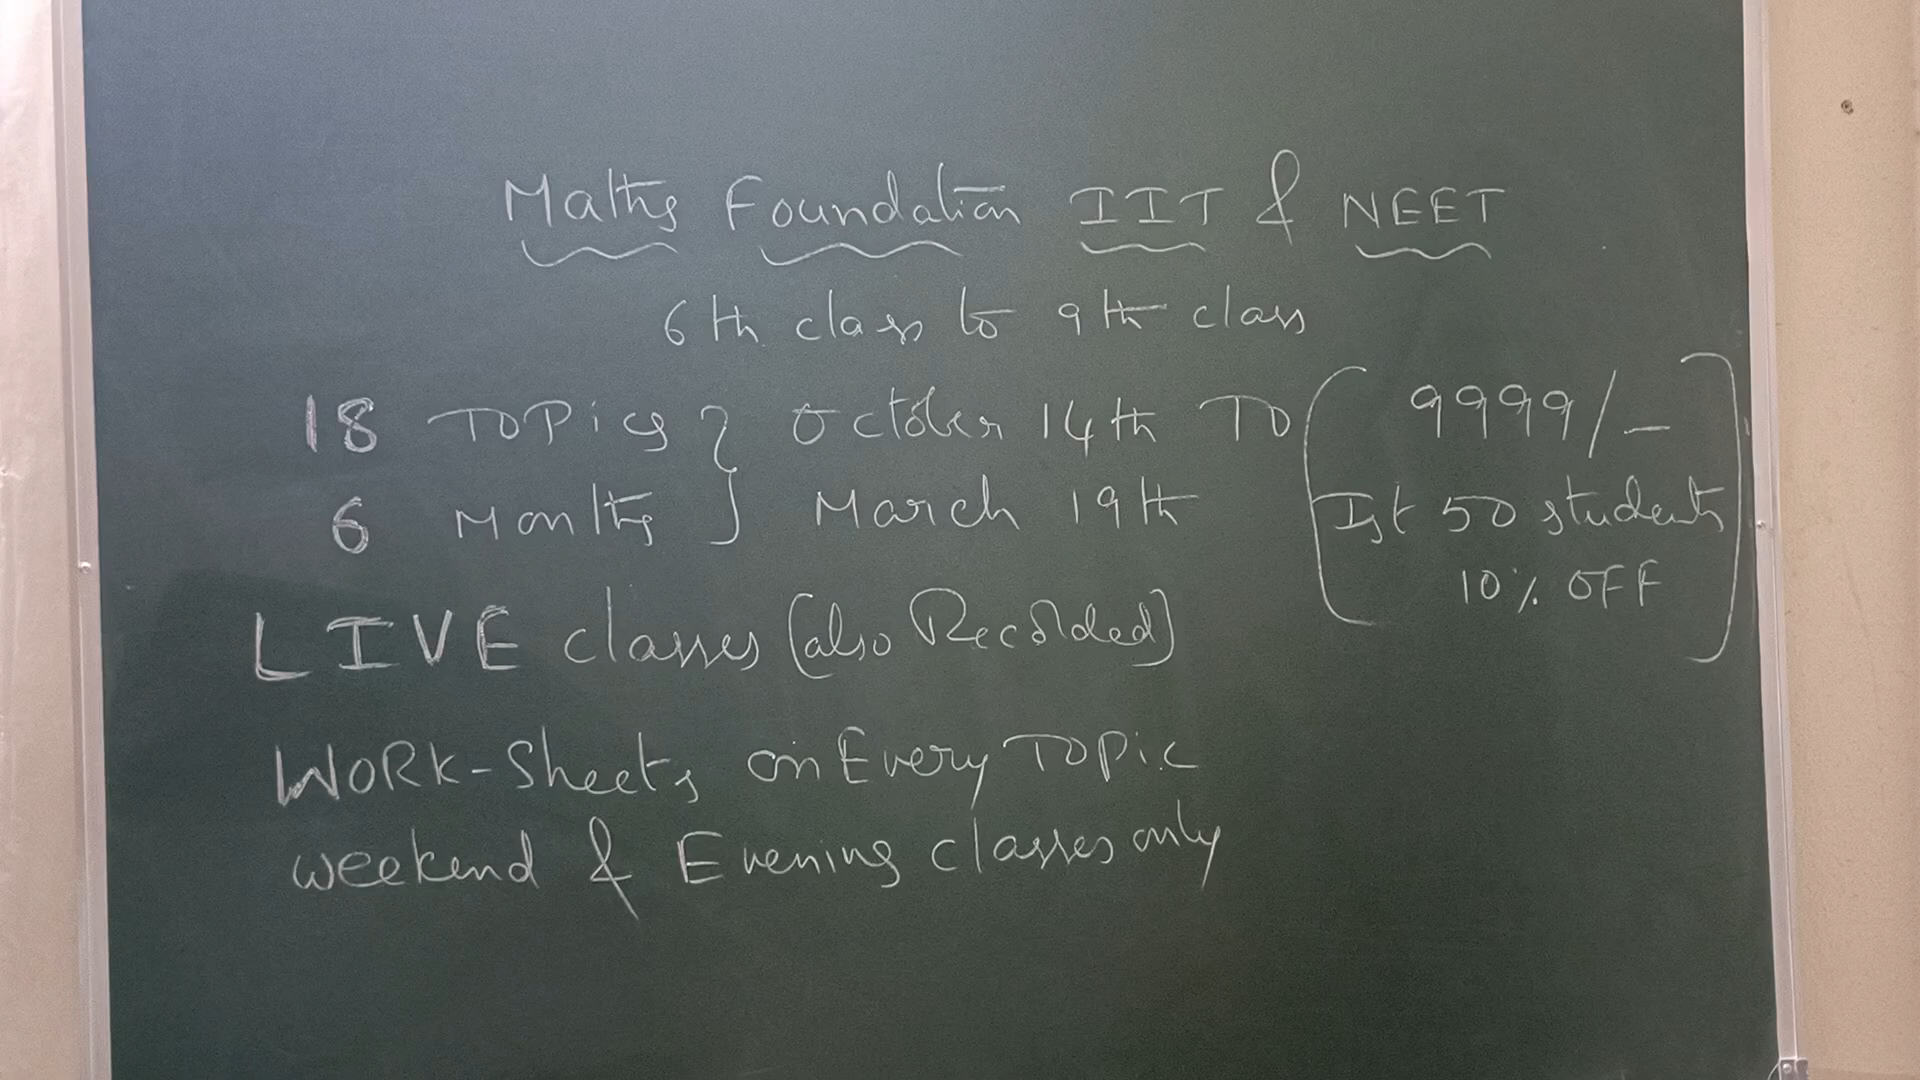 Maths Foundation IIT & NEET
6th class to 9th class
18 Topics } October 14th To
6 Months } March 19th
(9999/-
Ist 50 students
10% OFF)
LIVE classes (also Recorded)
WORK-Sheets on Every Topic
weekend & Evening classes only